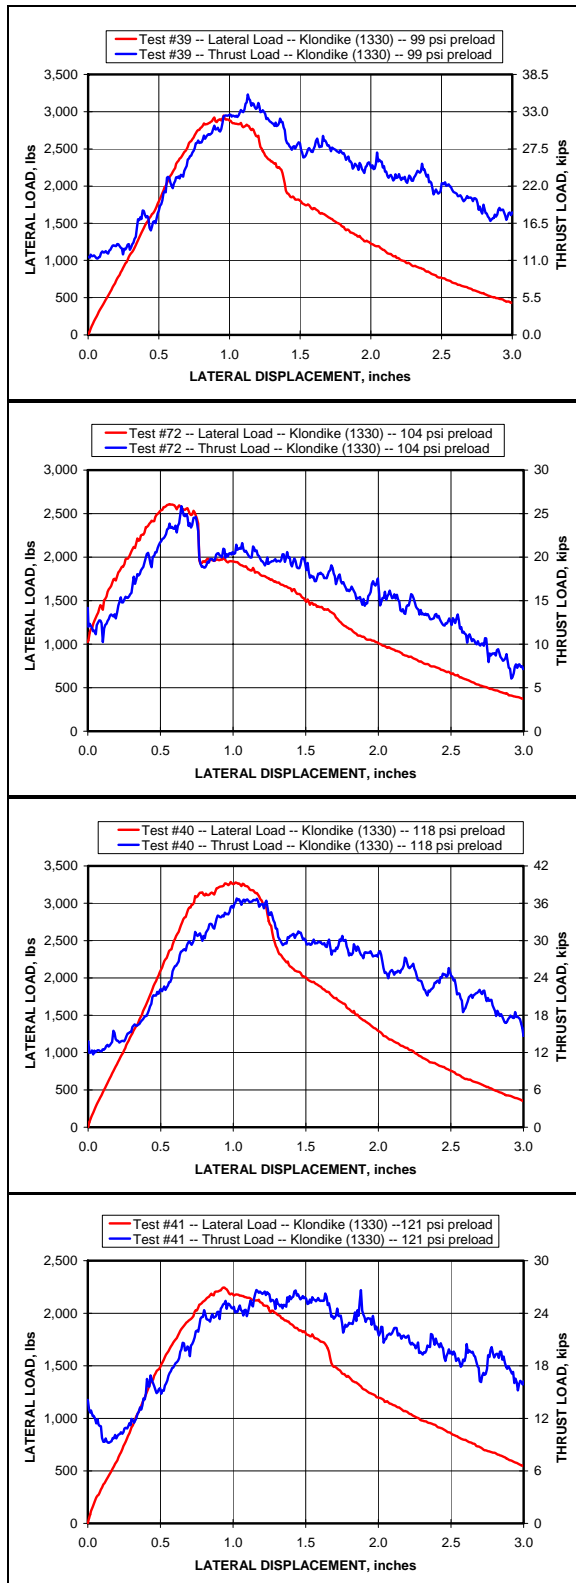 Test #39 -- Lateral Load -- Klondike (1330) -- 99 psi preload
Test #39 -- Thrust Load -- Klondike (1330) -- 99 psi preload
3,500
3,000
2,500
2,000
1,500
1,000
500
0
LATERAL LOAD, lbs
38.5
33.0
27.5
22.0
16.5
11.0
5.5
0.0
THRUST LOAD, kips
0.0 0.5 1.0 1.5 2.0 2.5 3.0
LATERAL DISPLACEMENT, inches
Test #72 -- Lateral Load -- Klondike (1330) -- 104 psi preload
Test #72 -- Thrust Load -- Klondike (1330) -- 104 psi preload
3,000
2,500
2,000
1,500
1,000
500
0
LATERAL LOAD, lbs
30
25
20
15
10
5
0
THRUST LOAD, kips
0.0 0.5 1.0 1.5 2.0 2.5 3.0
LATERAL DISPLACEMENT, inches
Test #40 -- Lateral Load -- Klondike (1330) -- 118 psi preload
Test #40 -- Thrust Load -- Klondike (1330) -- 118 psi preload
3,500
3,000
2,500
2,000
1,500
1,000
500
0
LATERAL LOAD, lbs
42
36
30
24
18
12
6
0
THRUST LOAD, kips
0.0 0.5 1.0 1.5 2.0 2.5 3.0
LATERAL DISPLACEMENT, inches
Test #41 -- Lateral Load -- Klondike (1330) --121 psi preload
Test #41 -- Thrust Load -- Klondike (1330) -- 121 psi preload
2,500
2,000
1,500
1,000
500
0
LATERAL LOAD, lbs
30
24
18
12
6
0
THRUST LOAD, kips
0.0 0.5 1.0 1.5 2.0 2.5 3.0
LATERAL DISPLACEMENT, inches